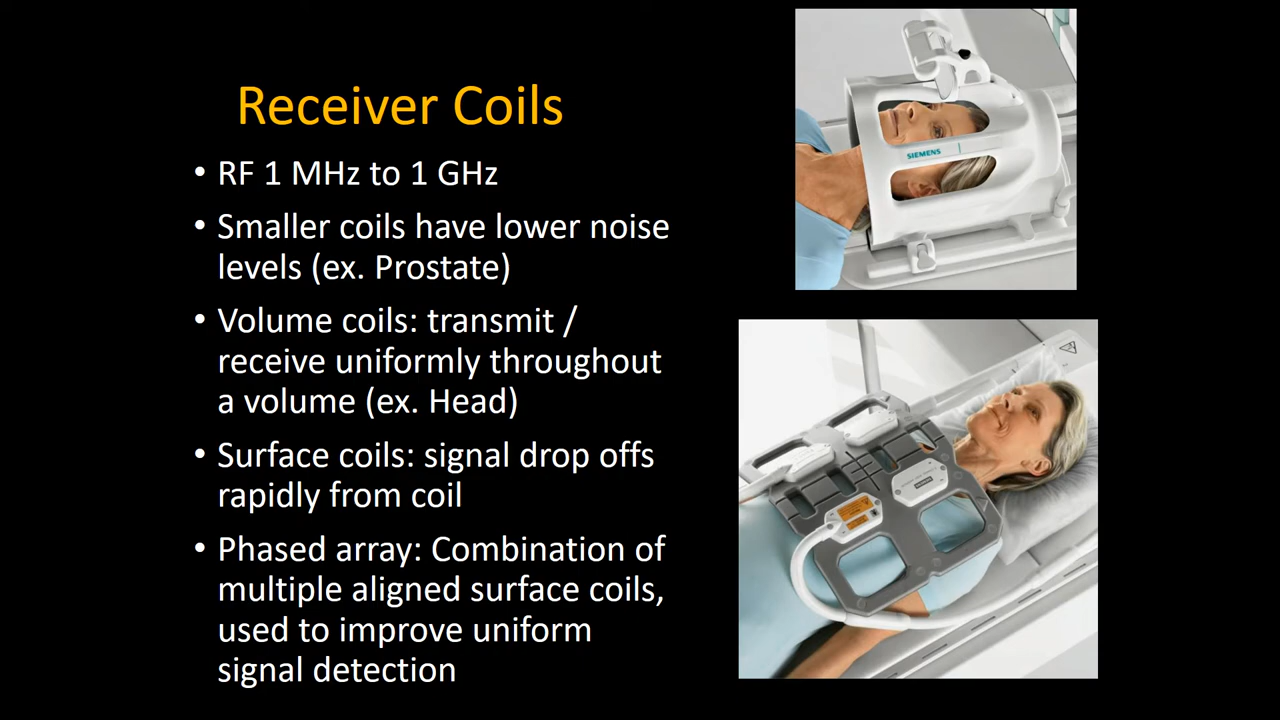 Receiver Coils
• RF 1 MHz to 1 GHz
• Smaller coils have lower noise
levels (ex. Prostate)
• Volume coils: transmit /
receive uniformly throughout
a volume (ex. Head)
• Surface coils: signal drop offs
rapidly from coil
• Phased array: Combination of
multiple aligned surface coils,
used to improve uniform
signal detection
SIEMENS